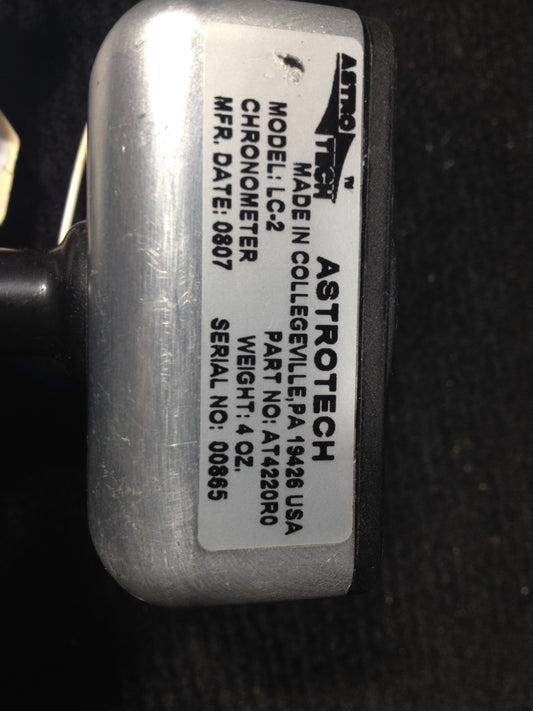 ASTRO
TECH
TM
ASTROTECH
MADE IN COLLEGEVILLE,PA 19426 USA
MODEL: LC-2 PART NO: AT4220R0
CHRONOMETER WEIGHT: 4 OZ.
MFR. DATE: 0807 SERIAL NO: 00865